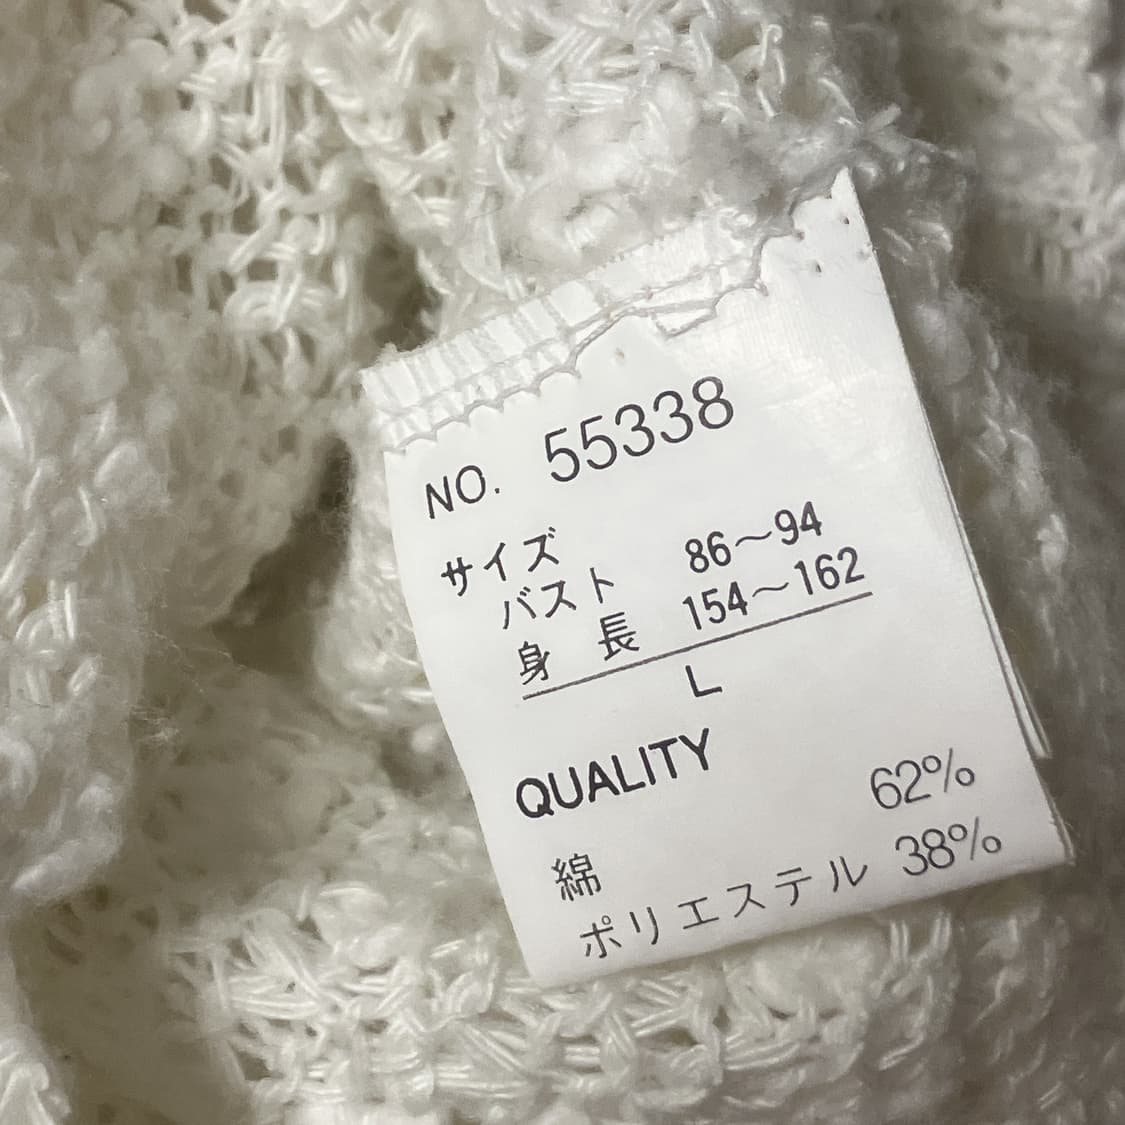 NO. 55338
サイズ
バスト 86～94
身長 154～162
L
QUALITY
綿 62%
ポリエステル 38%